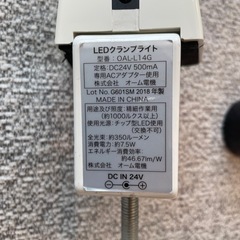 LEDクランプライト
型番：OAL-L14G
定格：DC24V 500mA
専用ACアダプター使用
株式会社 オーム電機
Lot No. G601SM 2018 年製
MADE IN CHINA
用途及び照度：精細作業用
(約1000ルクス以上)
使用光源：チップ型LED使用
(交換不可)
全光束：約350ルーメン
消費電力：約7.5W
エネルギー消費効率：
約46.67lm/W
株式会社 オーム電機
DC IN 24V